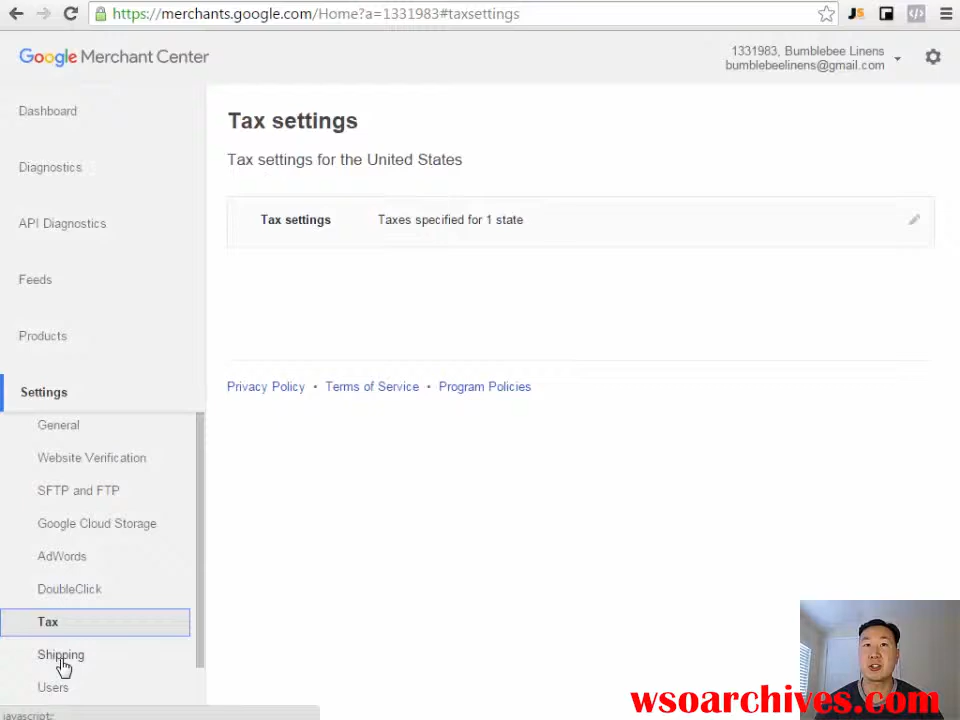 https://merchants.google.com/Home?a=1331983#taxsettings
JS
Google Merchant Center
1331983, Bumblebee Linens
bumblebeelinens@gmail.com
Dashboard
Diagnostics
API Diagnostics
Feeds
Products
Settings
General
Website Verification
SFTP and FTP
Google Cloud Storage
AdWords
DoubleClick
Tax
Shipping
Users
Tax settings
Tax settings for the United States
Tax settings Taxes specified for 1 state
Privacy Policy • Terms of Service • Program Policies
javascript:
wsoarchives.com